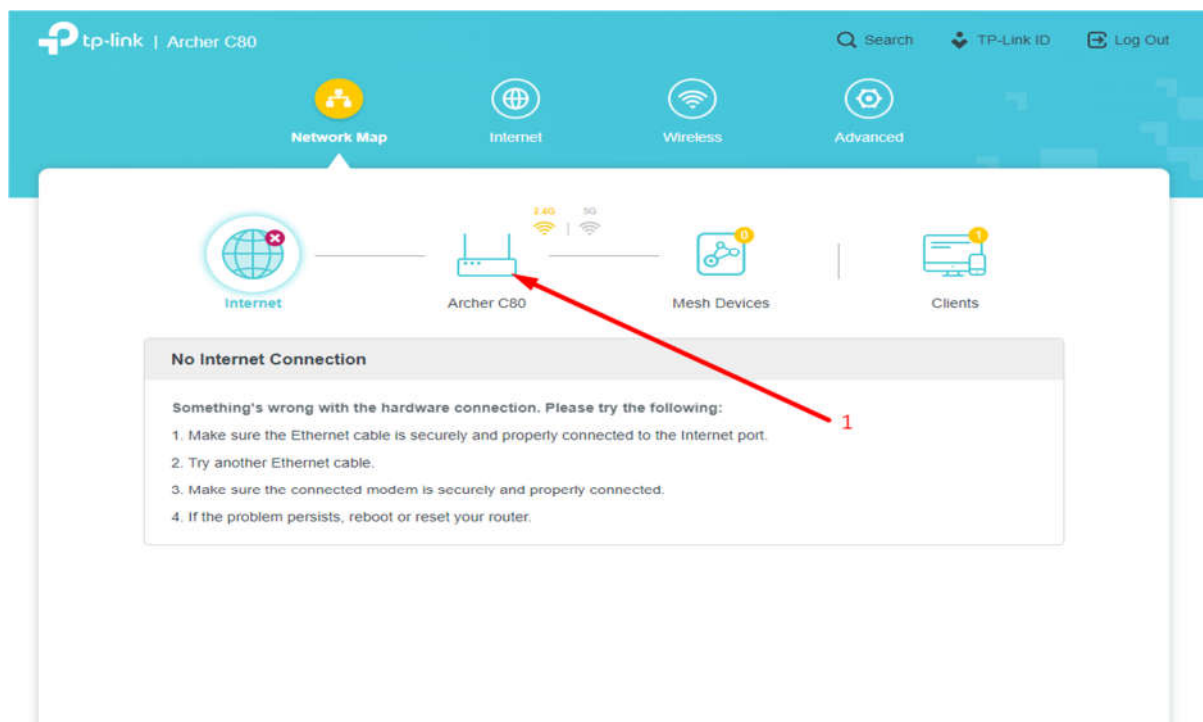 tp-link | Archer C80
Search
TP-Link ID
Log Out
Network Map
Internet
Wireless
Advanced
2.4G
5G
0
1
Internet
Archer C80
Mesh Devices
Clients
No Internet Connection
Something's wrong with the hardware connection. Please try the following:
1. Make sure the Ethernet cable is securely and properly connected to the Internet port.
1
2. Try another Ethernet cable.
3. Make sure the connected modem is securely and properly connected.
4. If the problem persists, reboot or reset your router.